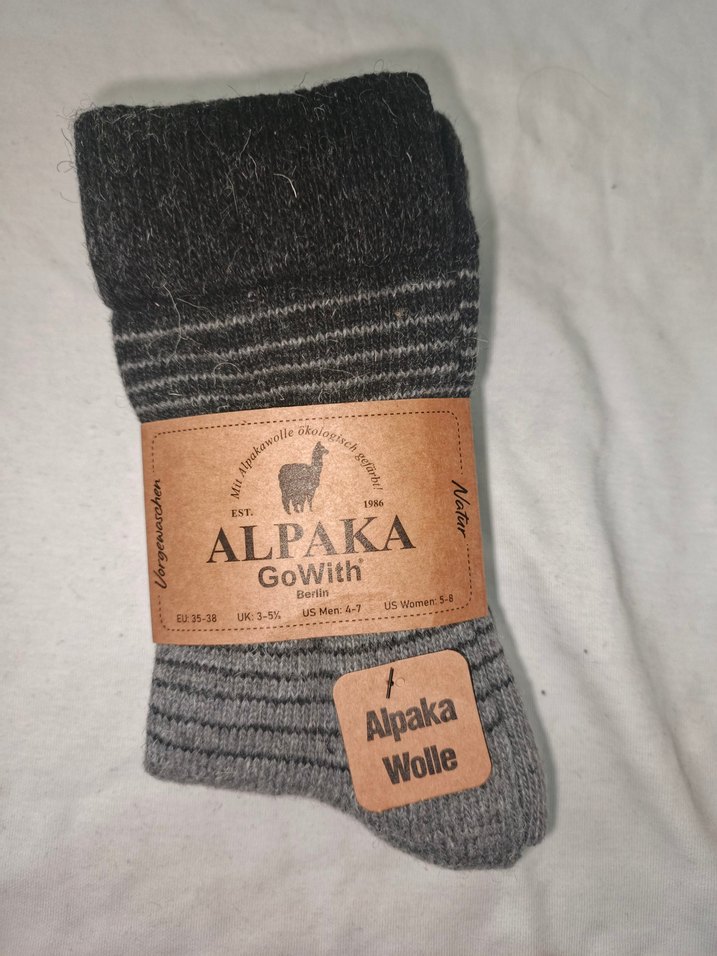 Mit Alpakawolle ökologisch gefärbt!
EST. 1986
ALPAKA
GoWith®
Berlin
Vorgewaschen
Natur
EU: 35-38 UK: 3-5½ US Men: 4-7 US Women: 5-8
Alpaka
Wolle